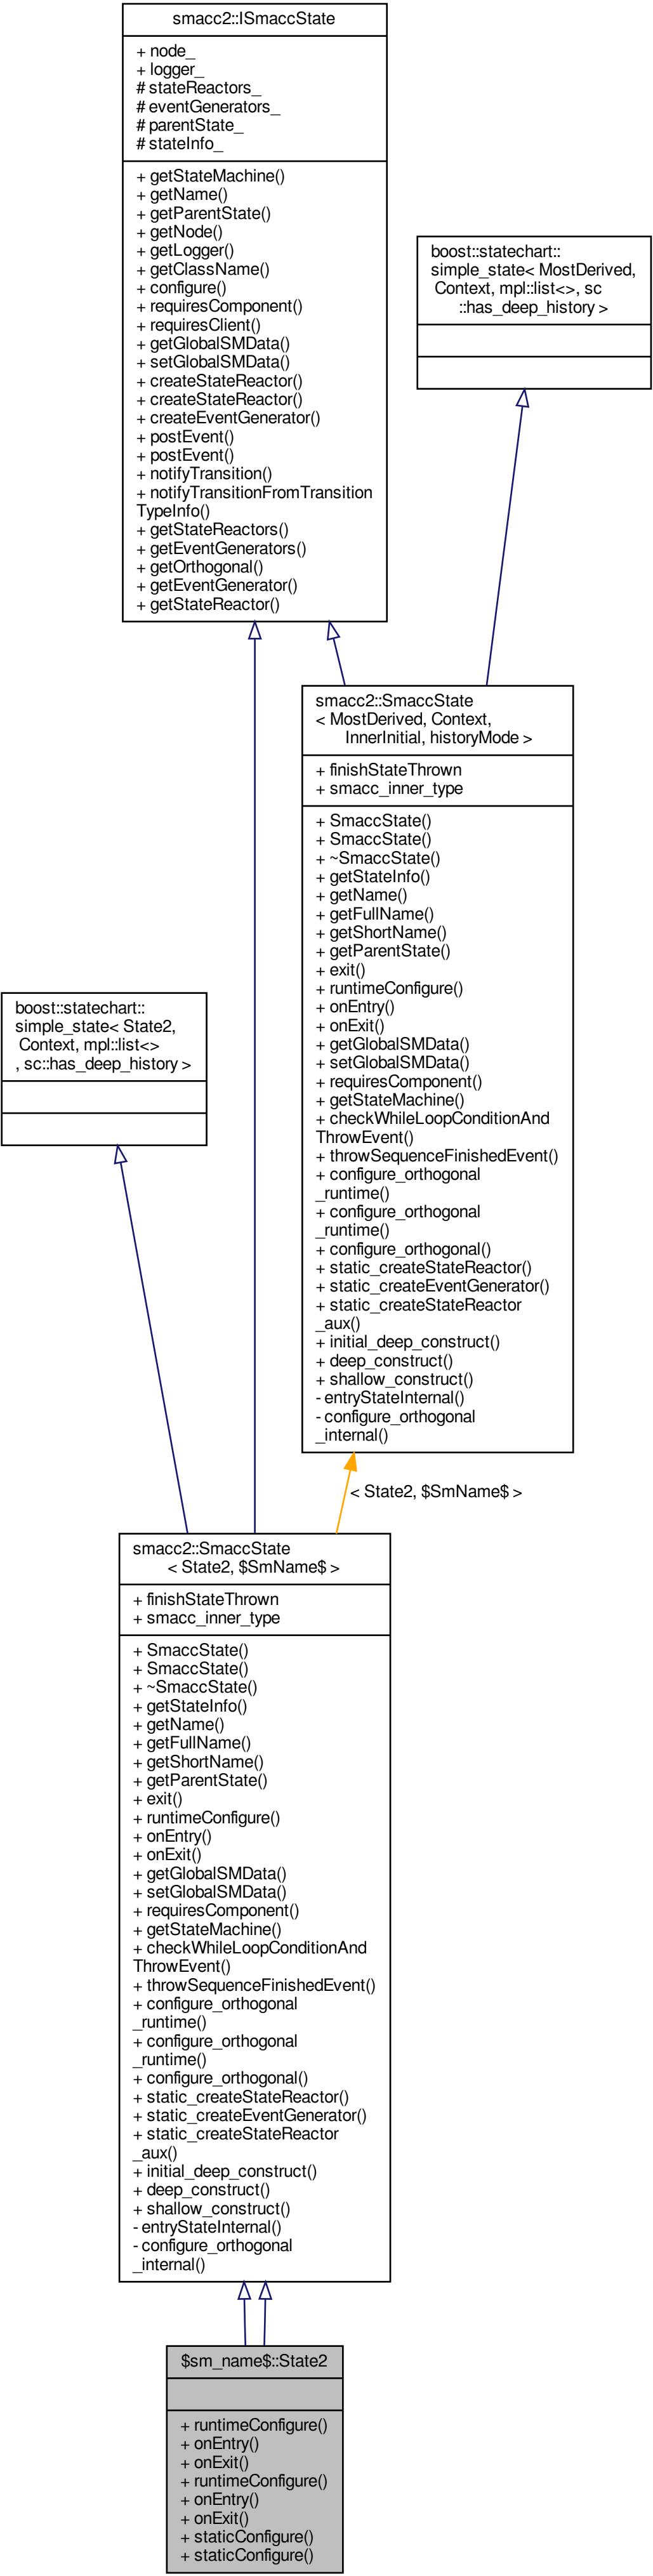 smacc2::ISmaccState
+ node_
+ logger_
# stateReactors_
# eventGenerators_
# parentState_
# stateInfo_
+ getStateMachine()
+ getName()
+ getParentState()
+ getNode()
+ getLogger()
+ getClassName()
+ configure()
+ requiresComponent()
+ requiresClient()
+ getGlobalSMData()
+ setGlobalSMData()
+ createStateReactor()
+ createStateReactor()
+ createEventGenerator()
+ postEvent()
+ postEvent()
+ notifyTransition()
+ notifyTransitionFromTransition
TypeInfo()
+ getStateReactors()
+ getEventGenerators()
+ getOrthogonal()
+ getEventGenerator()
+ getStateReactor()
boost::statechart::
simple_state< MostDerived,
Context, mpl::list<>, sc
::has_deep_history >
smacc2::SmaccState
< MostDerived, Context,
InnerInitial, historyMode >
+ finishStateThrown
+ smacc_inner_type
+ SmaccState()
+ SmaccState()
+ ~SmaccState()
+ getStateInfo()
+ getName()
+ getFullName()
+ getShortName()
+ getParentState()
+ exit()
+ runtimeConfigure()
+ onEntry()
+ onExit()
+ getGlobalSMData()
+ setGlobalSMData()
+ requiresComponent()
+ getStateMachine()
+ checkWhileLoopConditionAnd
ThrowEvent()
+ throwSequenceFinishedEvent()
+ configure_orthogonal
_runtime()
+ configure_orthogonal
_runtime()
+ configure_orthogonal()
+ static_createStateReactor()
+ static_createEventGenerator()
+ static_createStateReactor
_aux()
+ initial_deep_construct()
+ deep_construct()
+ shallow_construct()
- entryStateInternal()
- configure_orthogonal
_internal()
boost::statechart::
simple_state< State2,
Context, mpl::list<>
, sc::has_deep_history >
< State2, $SmName$ >
smacc2::SmaccState
< State2, $SmName$ >
+ finishStateThrown
+ smacc_inner_type
+ SmaccState()
+ SmaccState()
+ ~SmaccState()
+ getStateInfo()
+ getName()
+ getFullName()
+ getShortName()
+ getParentState()
+ exit()
+ runtimeConfigure()
+ onEntry()
+ onExit()
+ getGlobalSMData()
+ setGlobalSMData()
+ requiresComponent()
+ getStateMachine()
+ checkWhileLoopConditionAnd
ThrowEvent()
+ throwSequenceFinishedEvent()
+ configure_orthogonal
_runtime()
+ configure_orthogonal
_runtime()
+ configure_orthogonal()
+ static_createStateReactor()
+ static_createEventGenerator()
+ static_createStateReactor
_aux()
+ initial_deep_construct()
+ deep_construct()
+ shallow_construct()
- entryStateInternal()
- configure_orthogonal
_internal()
$sm_name$::State2
+ runtimeConfigure()
+ onEntry()
+ onExit()
+ runtimeConfigure()
+ onEntry()
+ onExit()
+ staticConfigure()
+ staticConfigure()